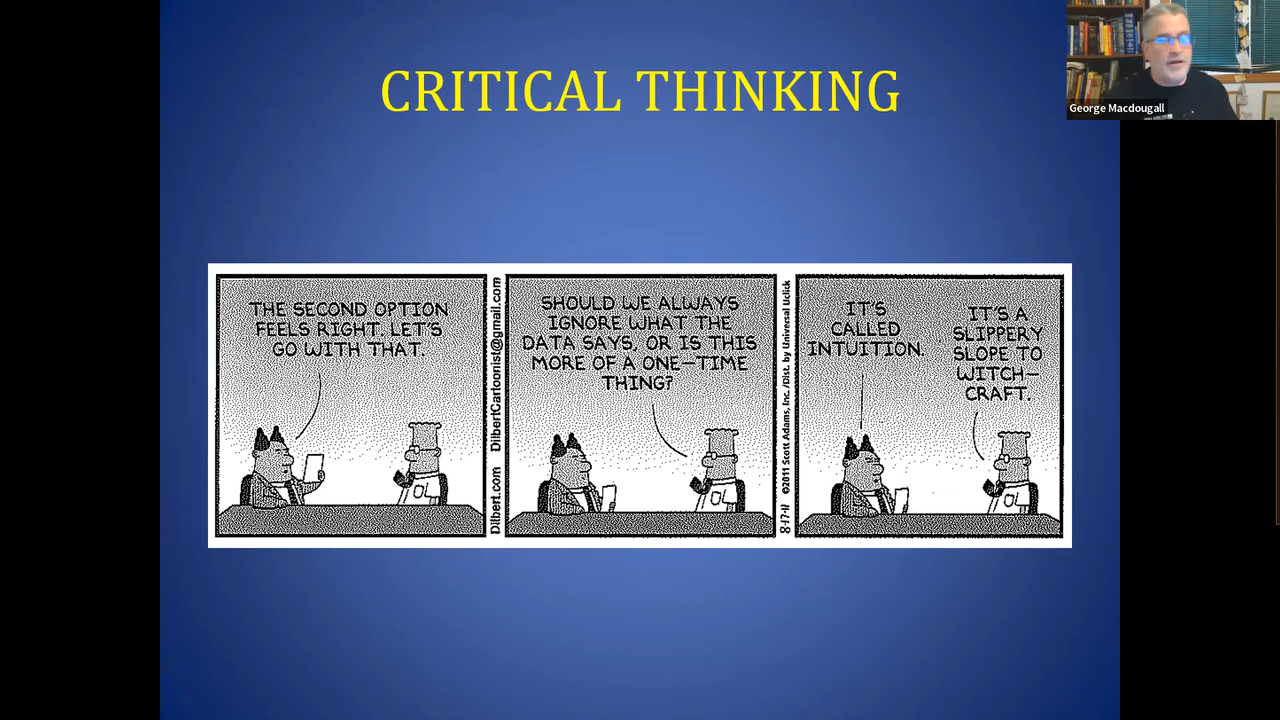 CRITICAL THINKING
George Macdougall
THE SECOND OPTION
FEELS RIGHT. LET'S
GO WITH THAT.
DilbertCartoonist@gmail.com
Dilbert.com
SHOULD WE ALWAYS
IGNORE WHAT THE
DATA SAYS, OR IS THIS
MORE OF A ONE-TIME
THING?
8-17-11 ©2011 Scott Adams, Inc. /Dist. by Universal Uclick
IT'S
CALLED
INTUITION.
IT'S A
SLIPPERY
SLOPE TO
WITCH-
CRAFT.